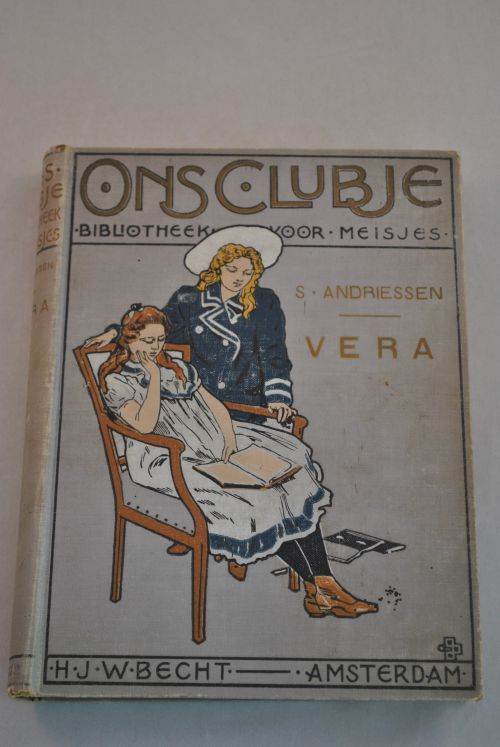 ONS CLUBJE
·BIBLIOTHEEK· VOOR·MEISJES·
S. ANDRIESSEN
VERA
·H·J·W·BECHT — ·AMSTERDAM·